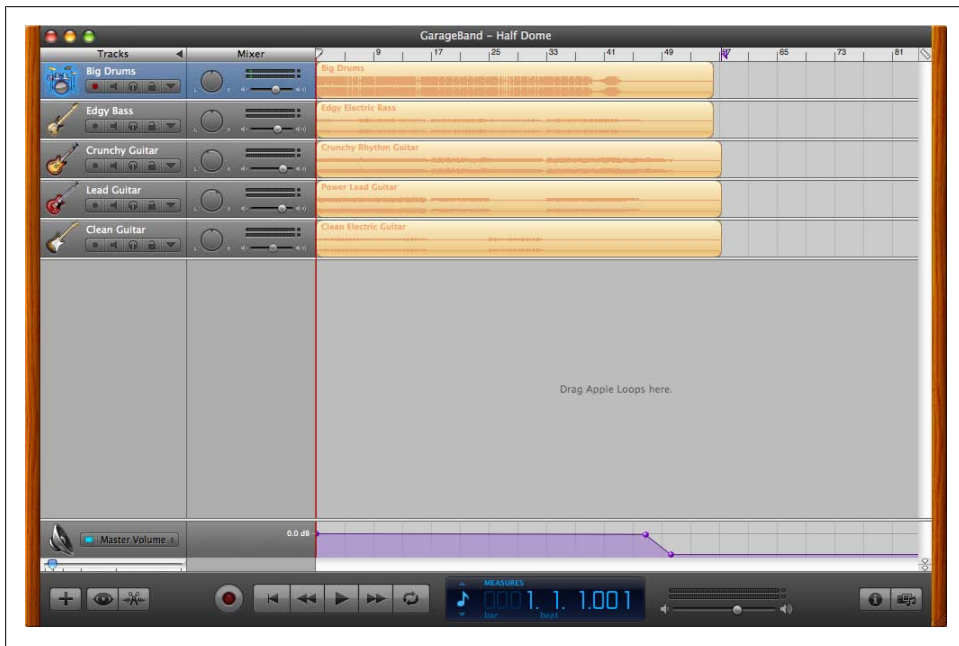 GarageBand – Half Dome
Tracks Mixer
9 17 25 33 41 49 57 65 73 81
Big Drums
Big Drums
Edgy Bass
Edgy Electric Bass
Crunchy Guitar
Crunchy Rhythm Guitar
Lead Guitar
Power Lead Guitar
Clean Guitar
Clean Electric Guitar
Drag Apple Loops here.
Master Volume
0.0 dB
MEASURES
1. 1. 1.001
bar beat